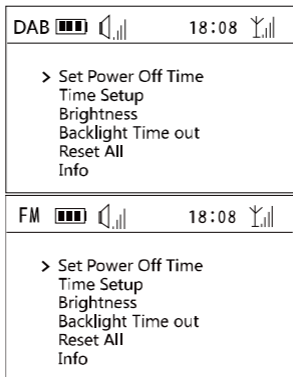 DAB 18:08
> Set Power Off Time
Time Setup
Brightness
Backlight Time out
Reset All
Info
FM 18:08
> Set Power Off Time
Time Setup
Brightness
Backlight Time out
Reset All
Info